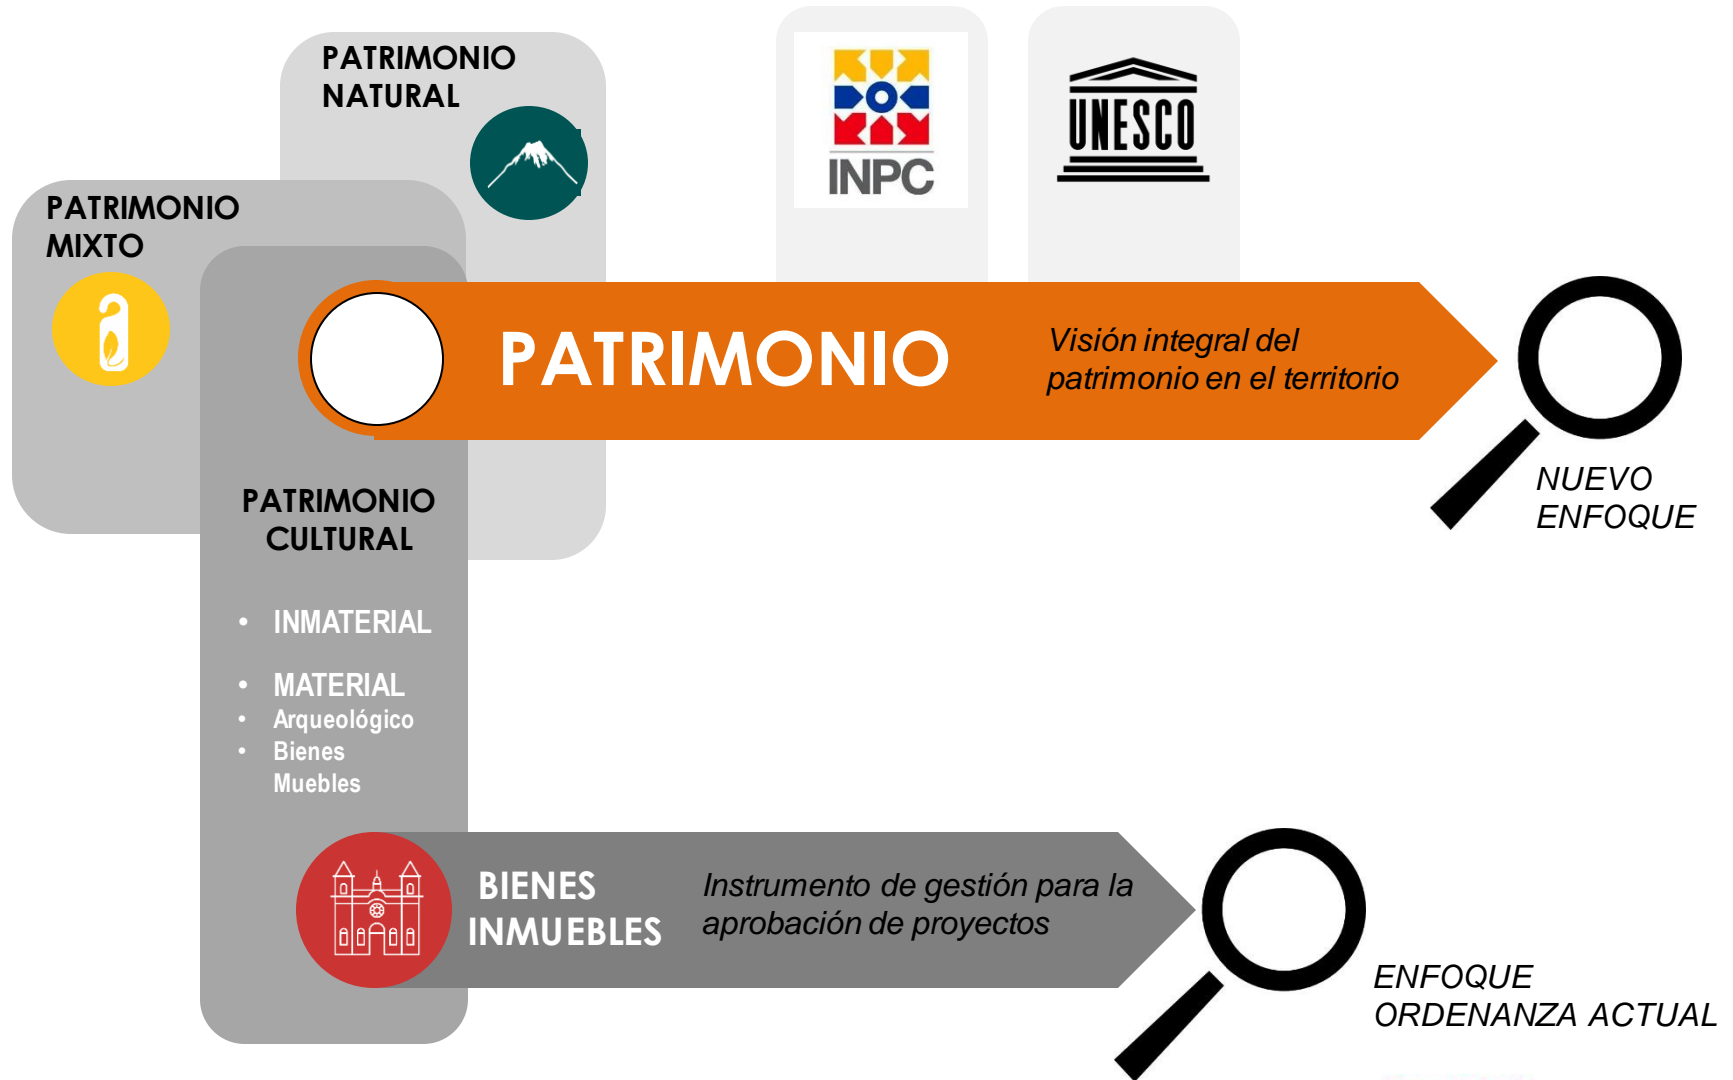 PATRIMONIO
NATURAL
INPC
UNESCO
PATRIMONIO
MIXTO
PATRIMONIO
Visión integral del
patrimonio en el territorio
NUEVO
ENFOQUE
PATRIMONIO
CULTURAL
• INMATERIAL
• MATERIAL
• Arqueológico
• Bienes
Muebles
BIENES
INMUEBLES
Instrumento de gestión para la
aprobación de proyectos
ENFOQUE
ORDENANZA ACTUAL